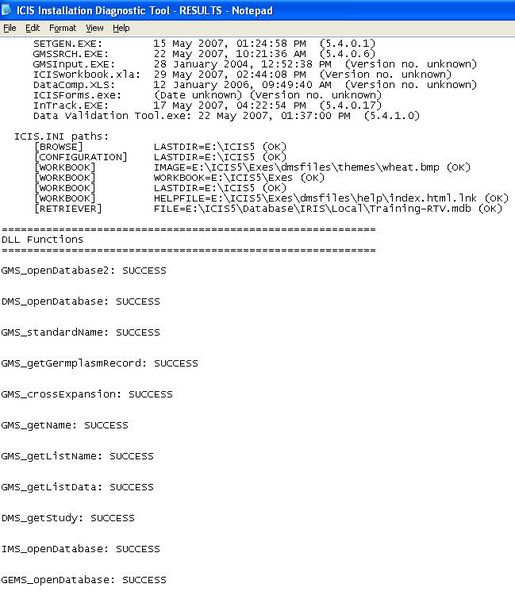 ICIS Installation Diagnostic Tool - RESULTS - Notepad
File Edit Format View Help
SETGEN.EXE: 15 May 2007, 01:24:58 PM (5.4.0.1)
GMSSRCH.EXE: 22 May 2007, 10:21:36 AM (5.4.0.6)
GMSInput.EXE: 28 January 2004, 12:52:38 PM (Version no. unknown)
ICISWorkbook.xla: 29 May 2007, 02:44:08 PM (Version no. unknown)
DataComp.XLS: 12 January 2006, 09:49:40 AM (Version no. unknown)
ICISForms.exe: (Date unknown) (Version no. unknown)
InTrack.EXE: 17 May 2007, 04:22:54 PM (5.4.0.17)
Data Validation Tool.exe: 22 May 2007, 01:37:00 PM (5.4.1.0)
ICIS.INI paths:
[BROWSE] LASTDIR=E:\ICIS5 (OK)
[CONFIGURATION] LASTDIR=E:\ICIS5 (OK)
[WORKBOOK] IMAGE=E:\ICIS5\Exes\dmsfiles\themes\wheat.bmp (OK)
[WORKBOOK] WORKBOOK=E:\ICIS5\Exes (OK)
[WORKBOOK] LASTDIR=E:\ICIS5 (OK)
[WORKBOOK] HELPFILE=E:\ICIS5\Exes\dmsfiles\help\index.html.lnk (OK)
[RETRIEVER] FILE=E:\ICIS5\Database\IRIS\Local\Training-RTV.mdb (OK)
=========================================================
DLL Functions
=========================================================
GMS_openDatabase2: SUCCESS
DMS_openDatabase: SUCCESS
GMS_standardName: SUCCESS
GMS_getGermplasmRecord: SUCCESS
GMS_crossExpansion: SUCCESS
GMS_getName: SUCCESS
GMS_getListName: SUCCESS
GMS_getListData: SUCCESS
DMS_getStudy: SUCCESS
IMS_openDatabase: SUCCESS
GEMS_openDatabase: SUCCESS